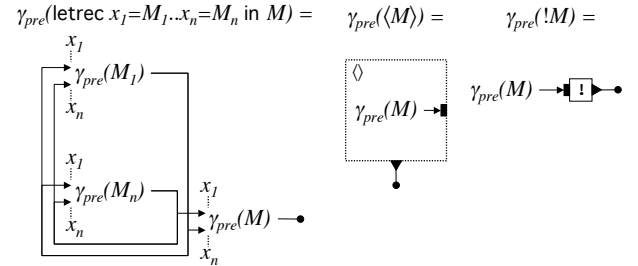 γpre(letrec x1=M1..xn=Mn in M) =
x1
γpre(M1)
xn
x1
γpre(Mn)
xn
x1
γpre(M)
xn
γpre(⟨M⟩) =
⟨⟩
γpre(M)
γpre(!M) =
γpre(M) !